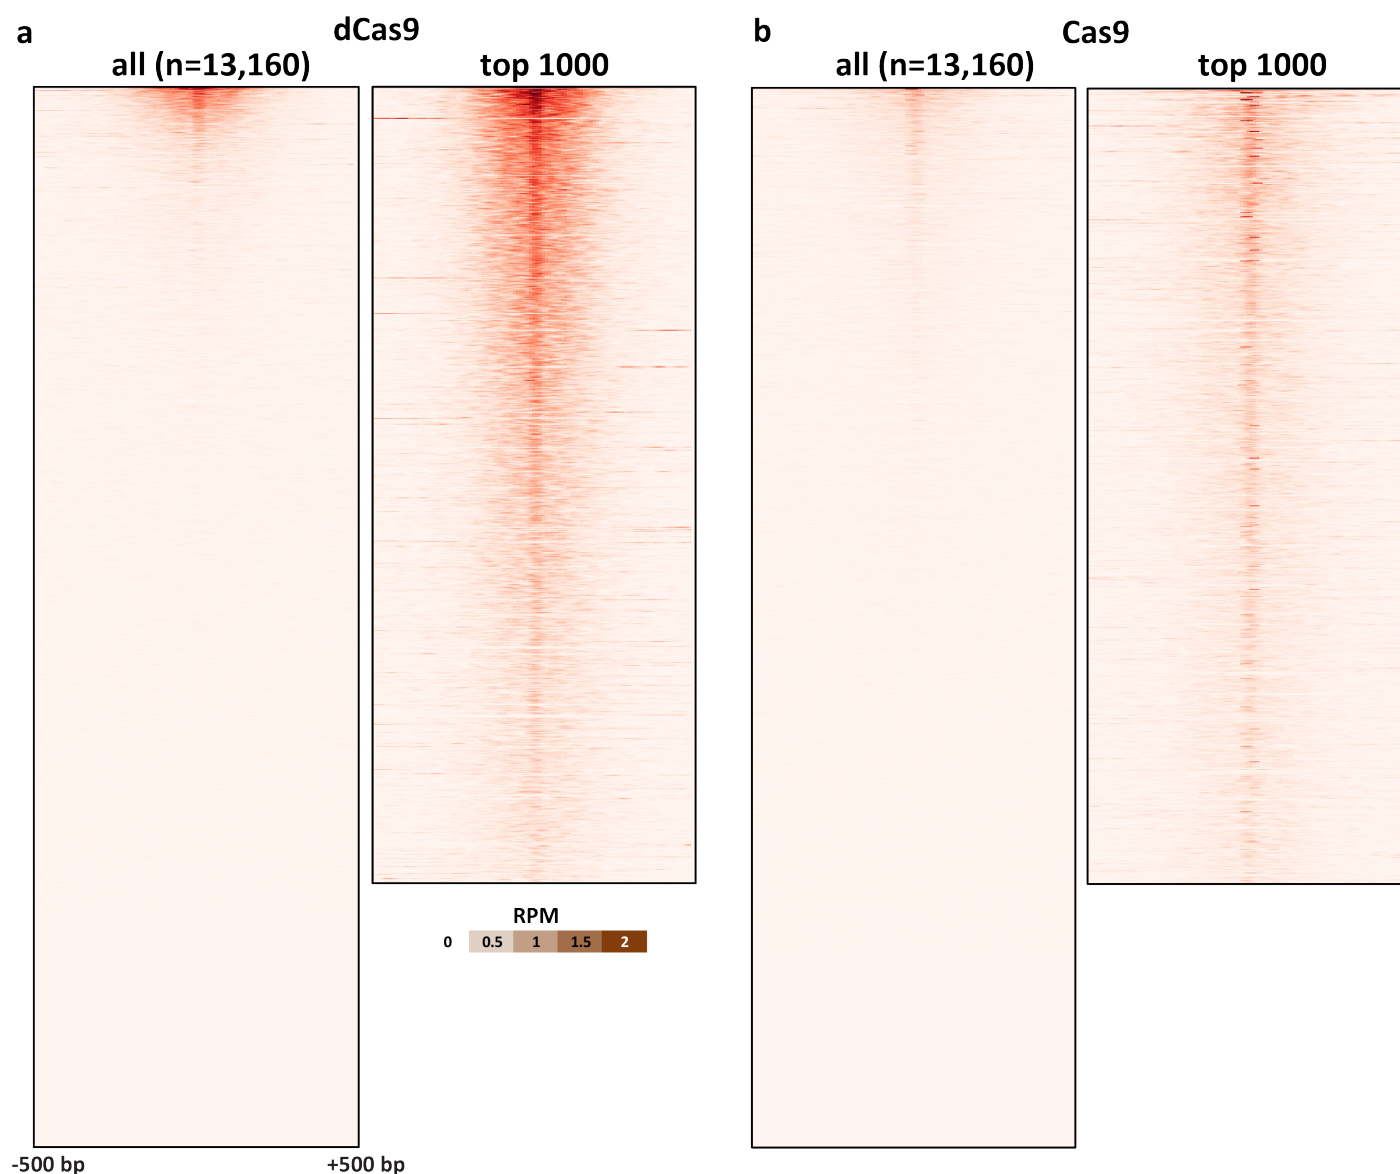 a
dCas9
all (n=13,160)
top 1000
b
Cas9
all (n=13,160)
top 1000
RPM
0 0.5 1 1.5 2
-500 bp
+500 bp